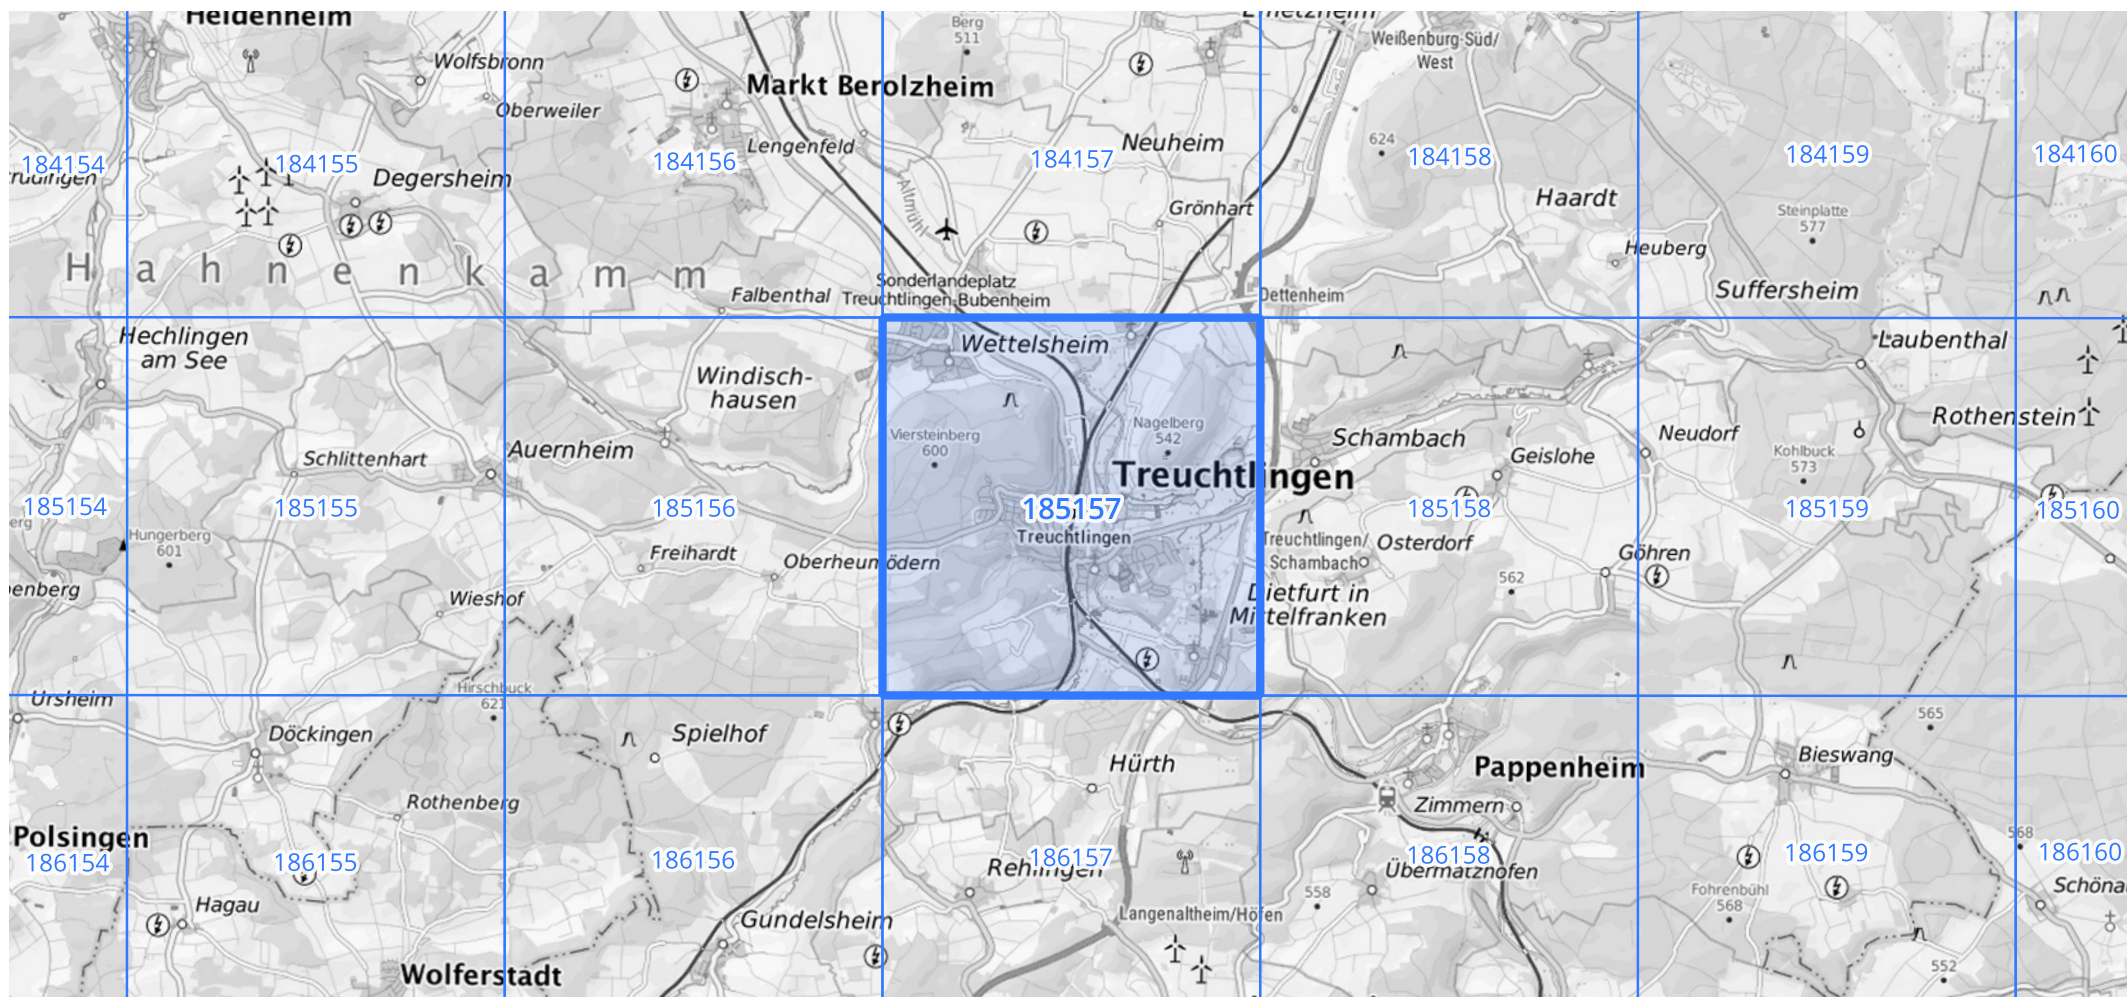 Heidenheim
Berg
511
Weißenburg-Süd/
West
Wolfsbronn
Markt Berolzheim
Oberweiler
Lengenfeld
Neuheim
624
184154
184155
184156
184157
184158
184159
184160
Degersheim
Altmühl
Grönhart
Haardt
Steinplatte
577
Heuberg
Hahnenkamm
Sonderlandeplatz
Treuchtlingen-Bubenheim
Falbenthal
Dettenheim
Suffersheim
Hechlingen
am See
Wettelsheim
Laubenthal
Windisch-
hausen
Rothenstein
Viersteinberg
600
Nagelberg
542
Schambach
Neudorf
Kohlbuck
573
Schlittenhart
Auernheim
Treuchtlingen
Geislohe
185154
185155
185156
185157
185158
185159
185160
Treuchtlingen
Hungerberg
601
Freihardt
Oberheumödern
Treuchtlingen/
Schambach
Osterdorf
Göhren
562
Wieshof
Dietfurt in
Mittelfranken
Hirschbuck
621
Ursheim
Döckingen
Spielhof
Hürth
Pappenheim
565
Bieswang
Rothenberg
Zimmern
Polsingen
568
186154
186155
186156
186157
186158
186159
186160
Rehlingen
Übermatzhofen
558
Fohrenbühl
568
Hagau
Gundelsheim
Langenaltheim/Höfen
Wolferstadt
552